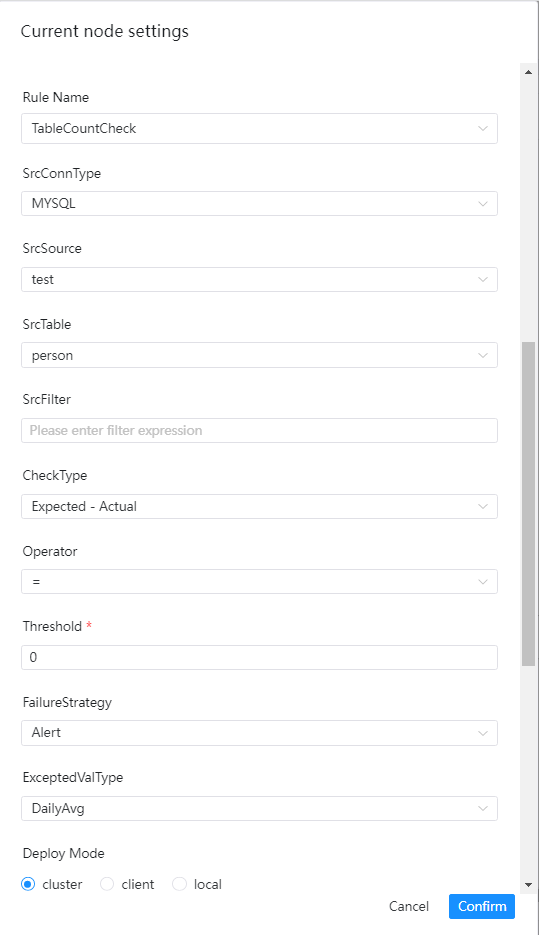 Current node settings
Rule Name
TableCountCheck
SrcConnType
MYSQL
SrcSource
test
SrcTable
person
SrcFilter
Please enter filter expression
CheckType
Expected - Actual
Operator
=
Threshold *
0
FailureStrategy
Alert
ExceptedValType
DailyAvg
Deploy Mode
cluster client local
Cancel Confirm